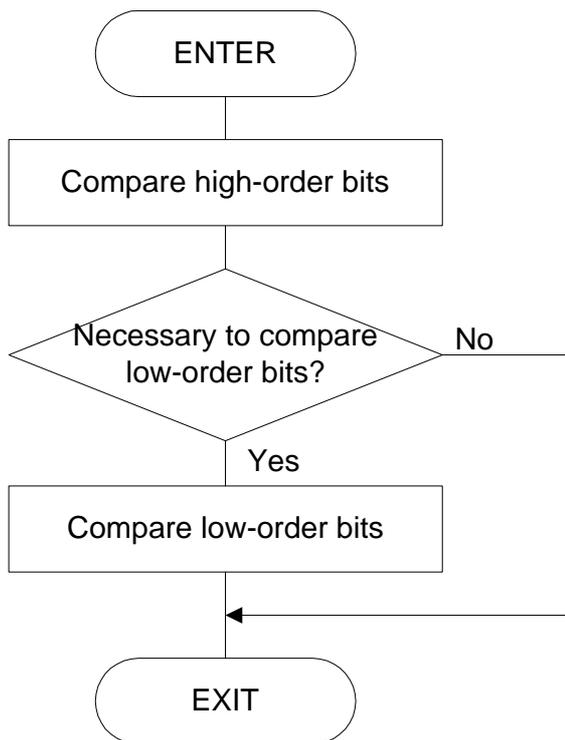 ENTER
Compare high-order bits
Necessary to compare
low-order bits?
No
Yes
Compare low-order bits
EXIT